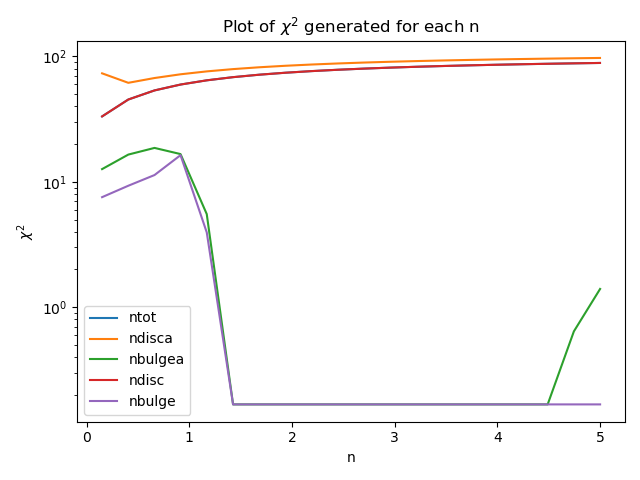 Plot of χ² generated for each n
χ²
10²
10¹
10⁰
ntot
ndisca
nbulgea
ndisc
nbulge
0 1 2 3 4 5
n